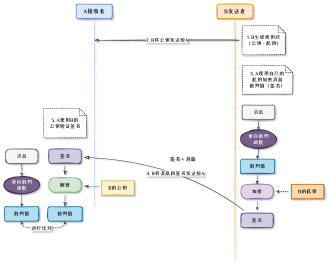 A接收者
B发送者
1. B生成密钥对
(公钥 + 私钥)
2. B将公钥发送给A
3. A使用自己的
私钥加密消息
散列值 (签名)
5. A使用B的
公钥验证签名
消息
单向散列
函数
散列值
消息
签名
签名 + 消息
单向散列
函数
解密
B的公钥
4. B将消息和签名发送给A
加密
B的私钥
散列值
散列值
签名
进行比对